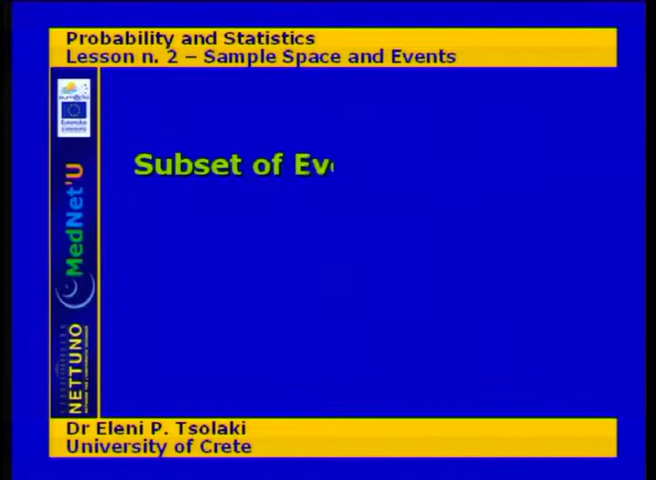 Probability and Statistics
Lesson n. 2 – Sample Space and Events
Subset of Ev
MedNet'U
NETTUNO
Dr Eleni P. Tsolaki
University of Crete